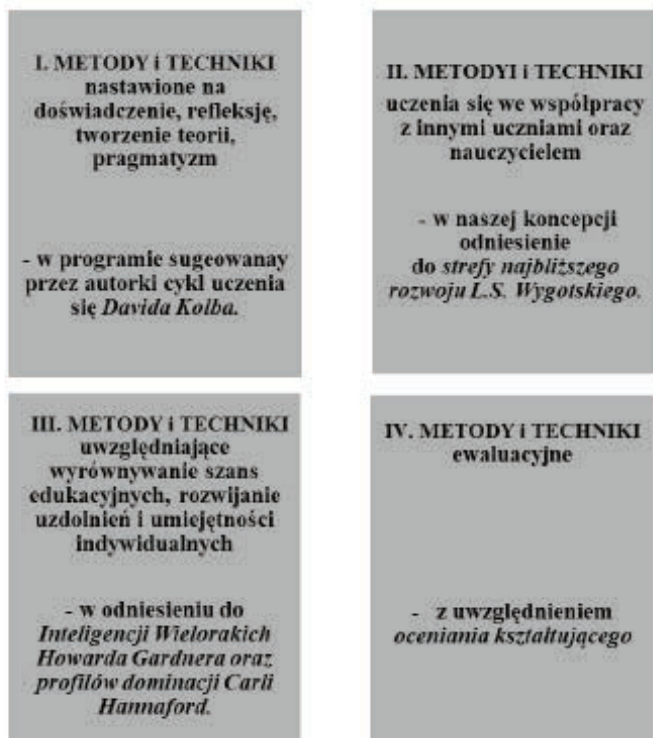 I. METODY i TECHNIKI
nastawione na
doświadczenie, refleksję,
tworzenie teorii,
pragmatyzm
- w programie sugeowanay
przez autorki cykl uczenia
się Davida Kolba.
II. METODYI i TECHNIKI
uczenia się we współpracy
z innymi uczniami oraz
nauczycielem
- w naszej koncepcji
odniesienie
do strefy najbliższego
rozwoju L.S. Wygotskiego.
III. METODY i TECHNIKI
uwzględniające
wyrównywanie szans
edukacyjnych, rozwijanie
uzdolnień i umiejętności
indywidualnych
- w odniesieniu do
Inteligencji Wielorakich
Howarda Gardnera oraz
profilów dominacji Carli
Hannaford.
IV. METODY i TECHNIKI
ewaluacyjne
- z uwzględnieniem
oceniania kształtującego